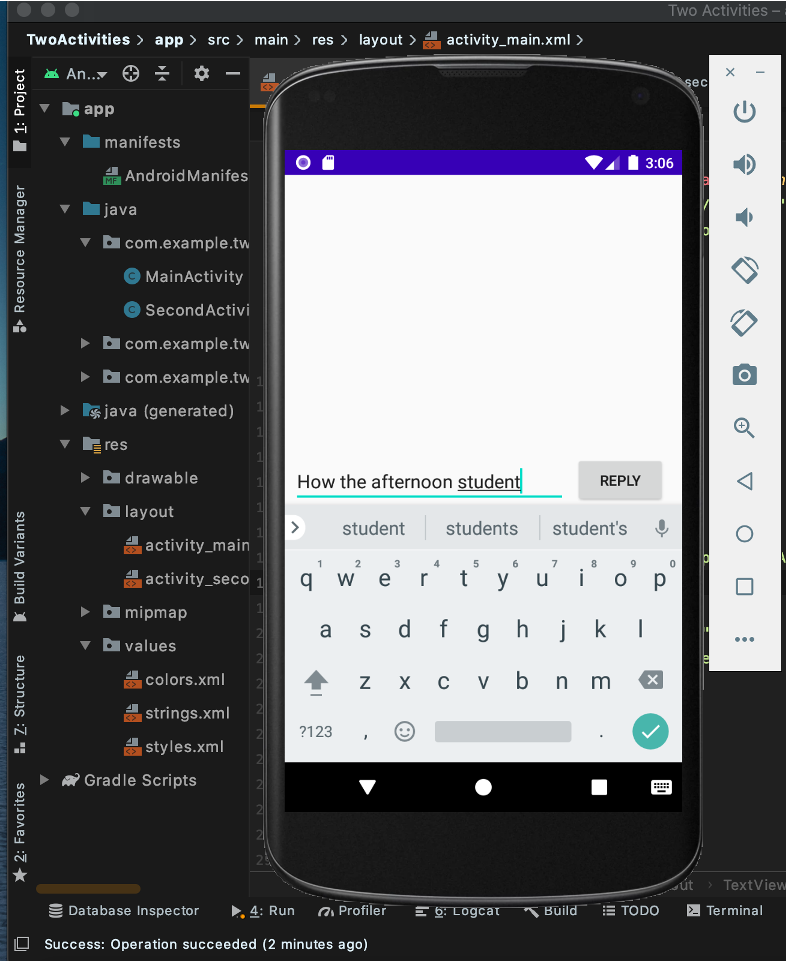 Two Activities –
TwoActivities > app > src > main > res > layout > activity_main.xml >
1: Project
An...
sec
app
manifests
AndroidManifes
java
com.example.tw
MainActivity
SecondActivi
com.example.tw
com.example.tw
java (generated)
res
drawable
layout
activity_main
activity_seco
mipmap
values
colors.xml
strings.xml
styles.xml
Gradle Scripts
Resource Manager
Build Variants
Z: Structure
2: Favorites
3:06
How the afternoon student
REPLY
student students student's
1 2 3 4 5 6 7 8 9 0
q w e r t y u i o p
a s d f g h j k l
z x c v b n m
?123 , .
TextView
Database Inspector 4: Run Profiler 6: Logcat Build TODO Terminal
Success: Operation succeeded (2 minutes ago)